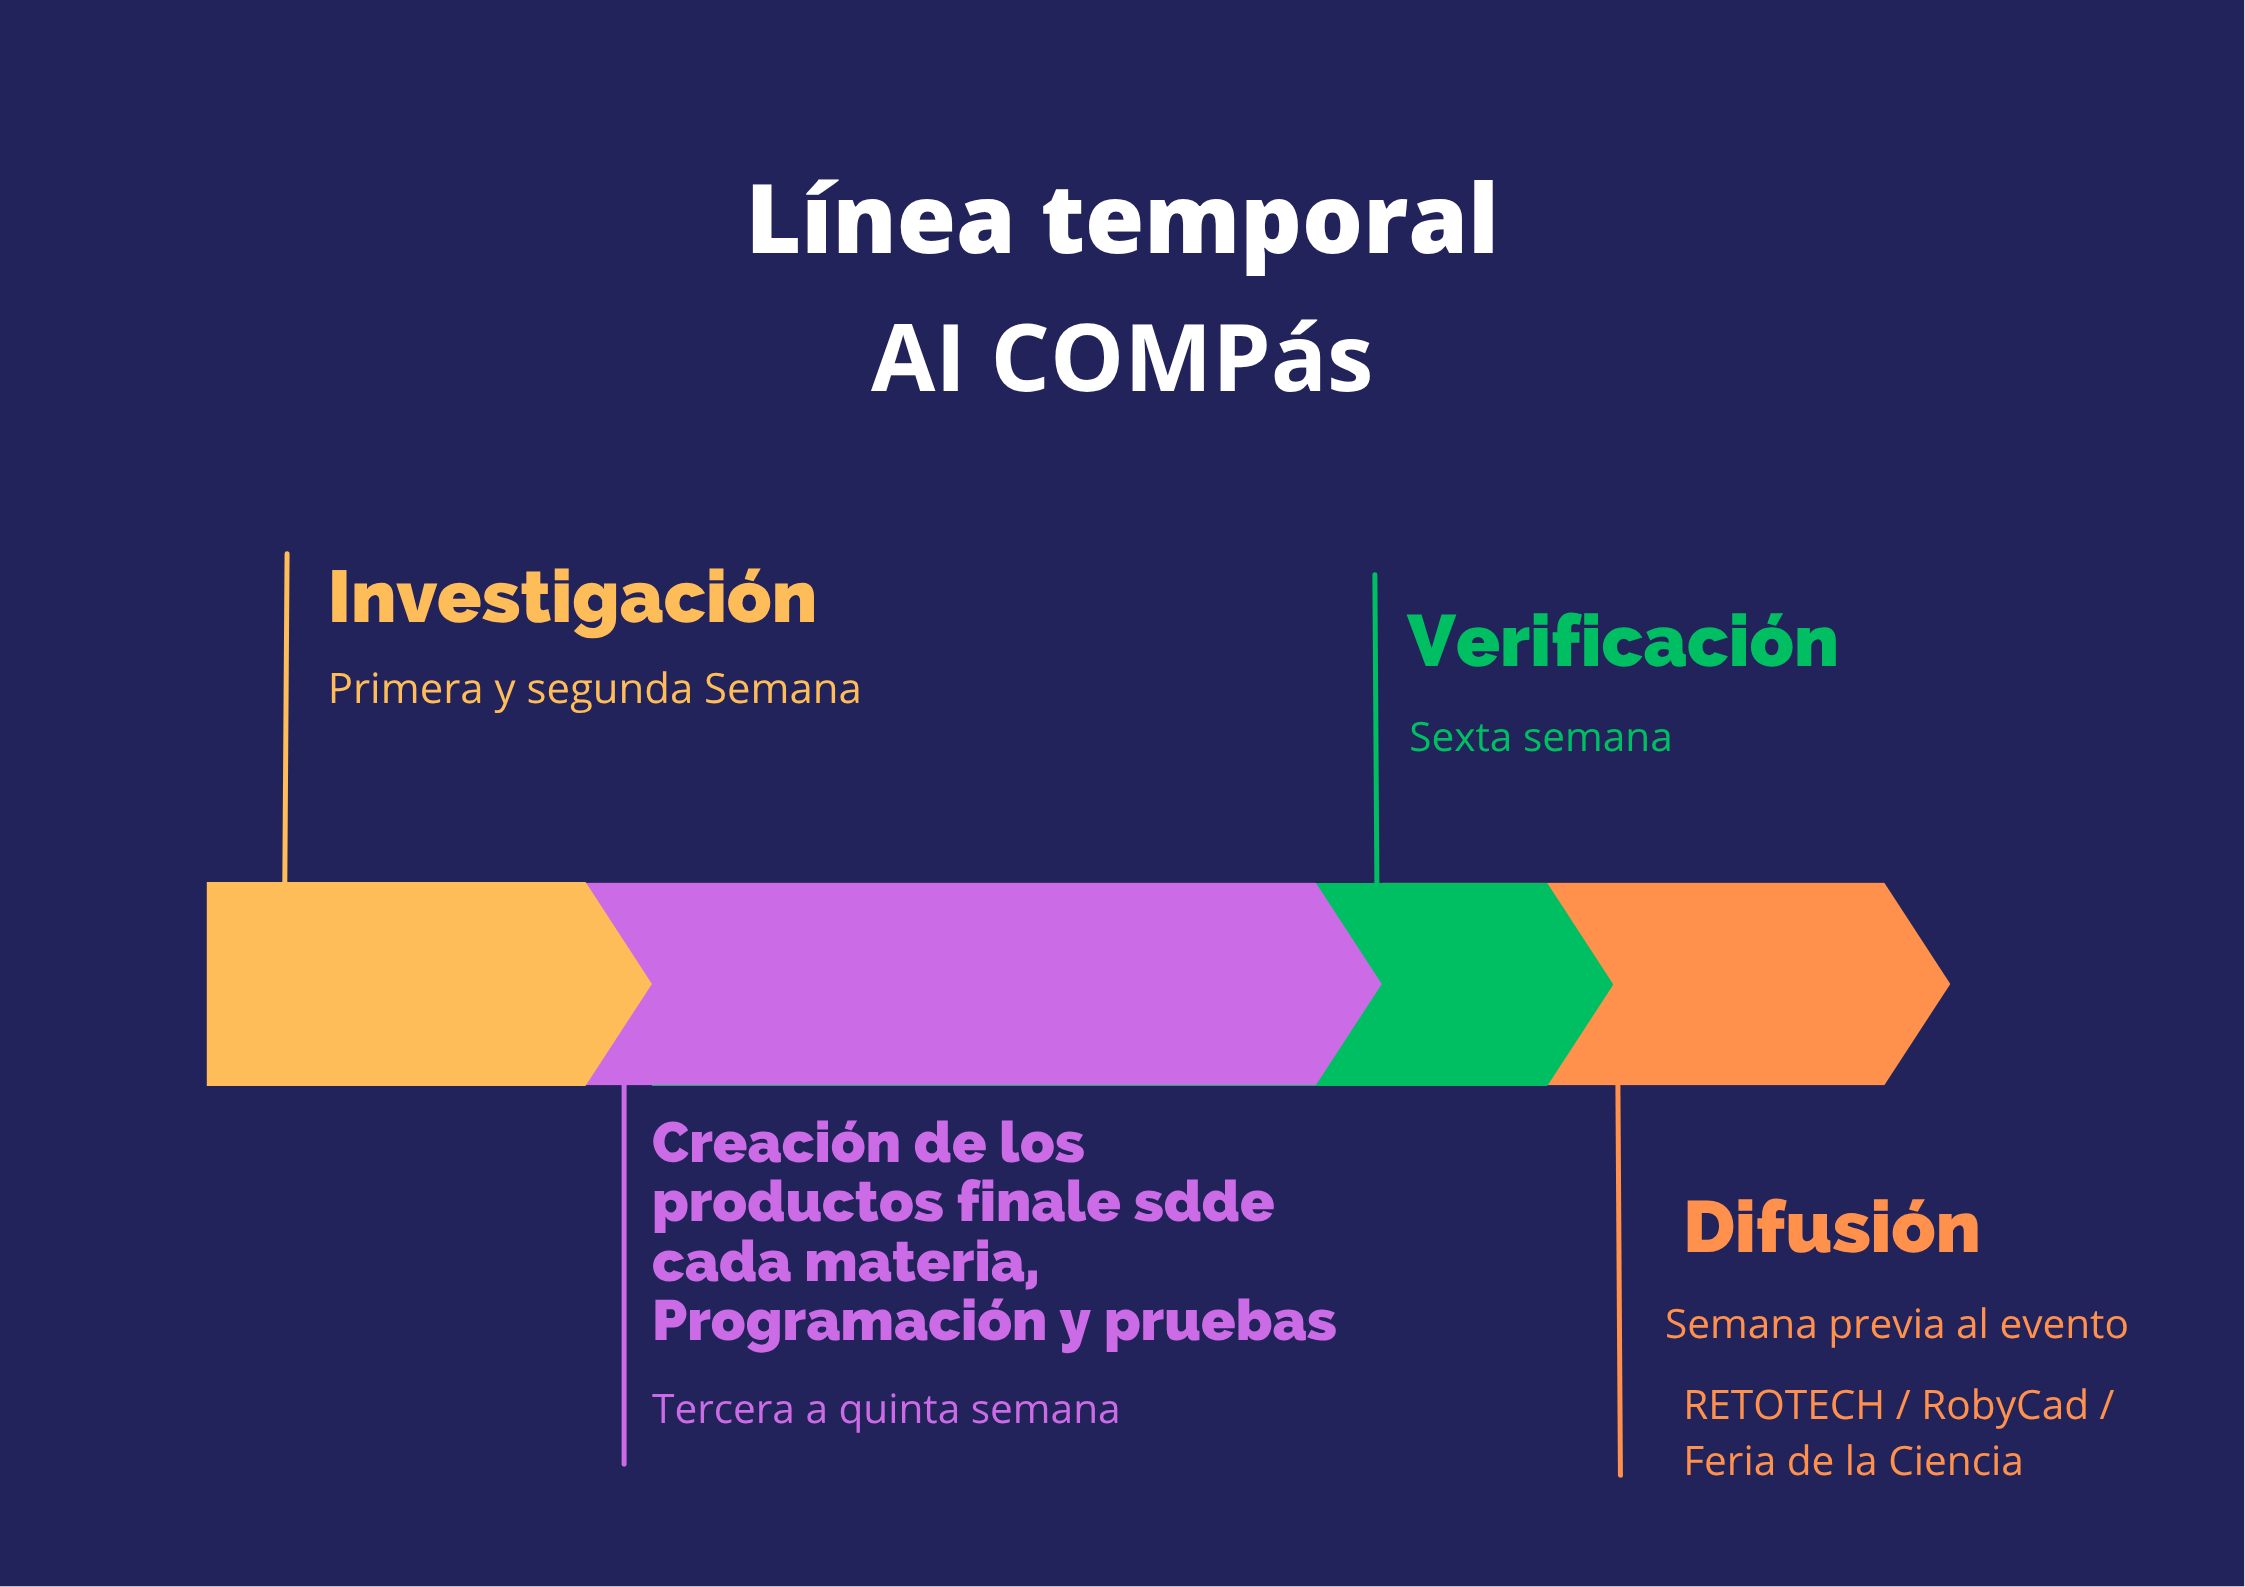 Línea temporal
AI COMPás
Investigación
Primera y segunda Semana
Verificación
Sexta semana
Creación de los
productos finale sdde
cada materia,
Programación y pruebas
Tercera a quinta semana
Difusión
Semana previa al evento
RETOTECH / RobyCad /
Feria de la Ciencia